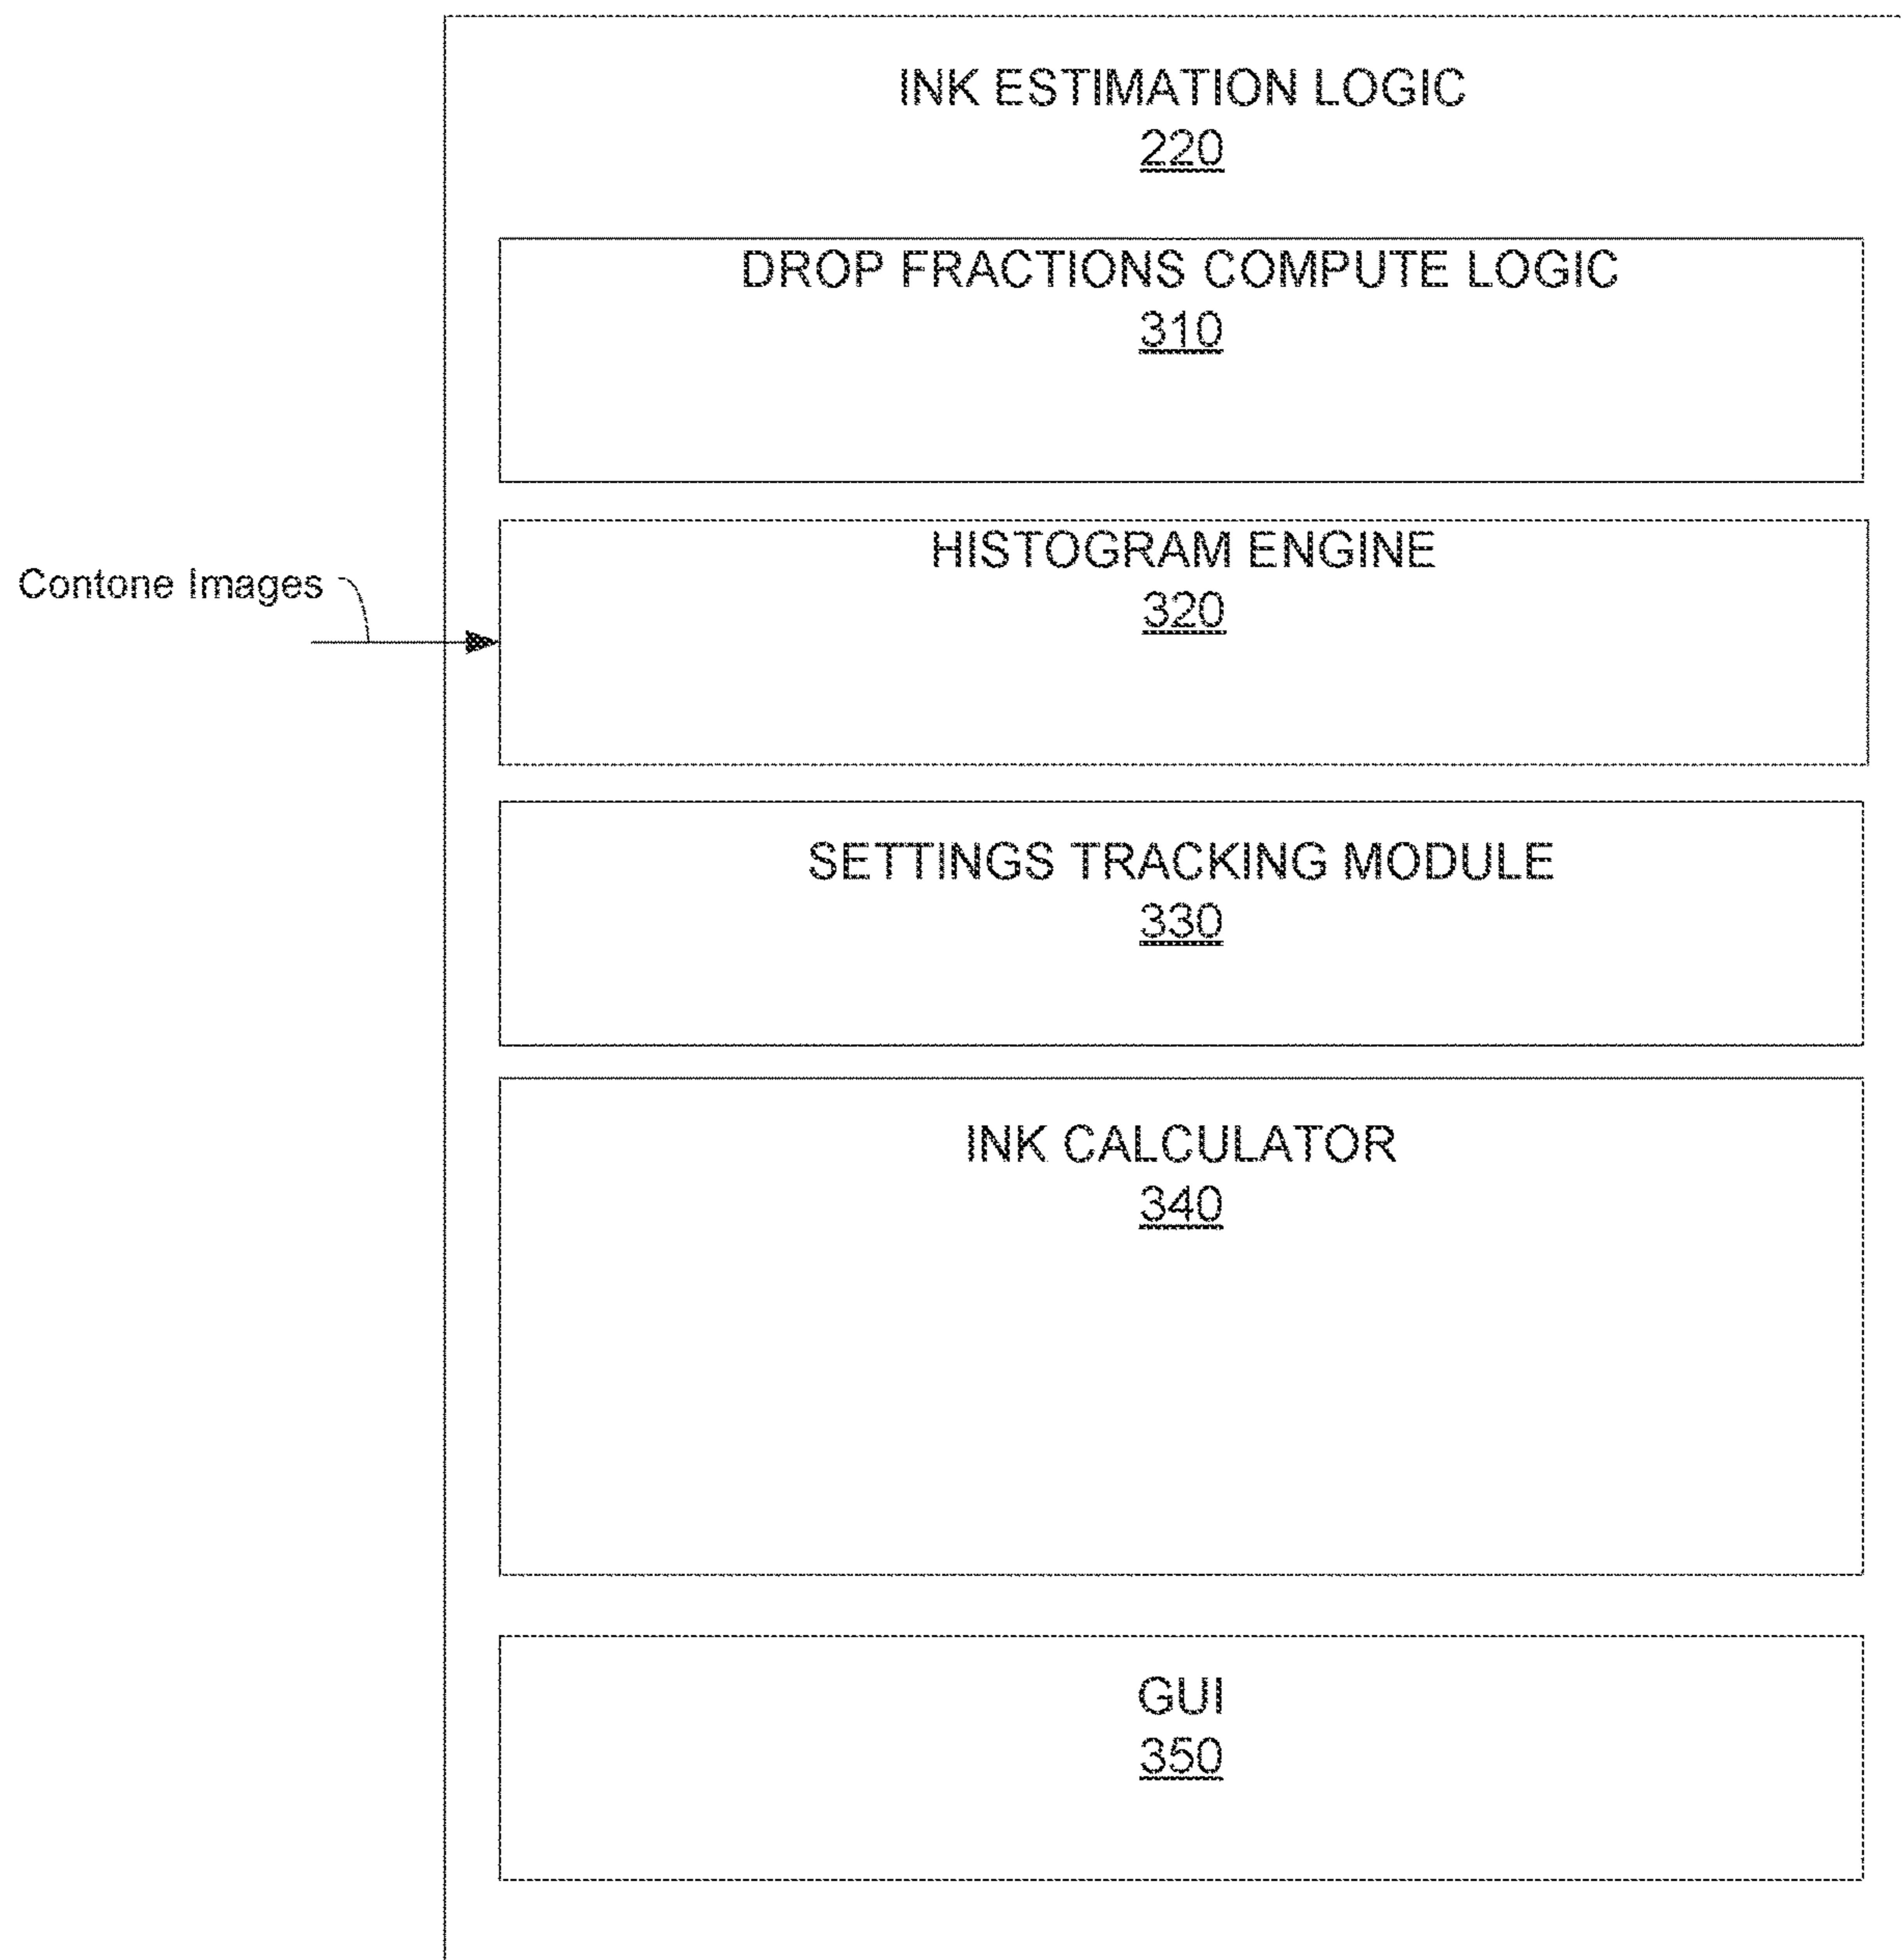 INK ESTIMATION LOGIC
220
DROP FRACTIONS COMPUTE LOGIC
310
HISTOGRAM ENGINE
320
Contone Images
SETTINGS TRACKING MODULE
330
INK CALCULATOR
340
GUI
350